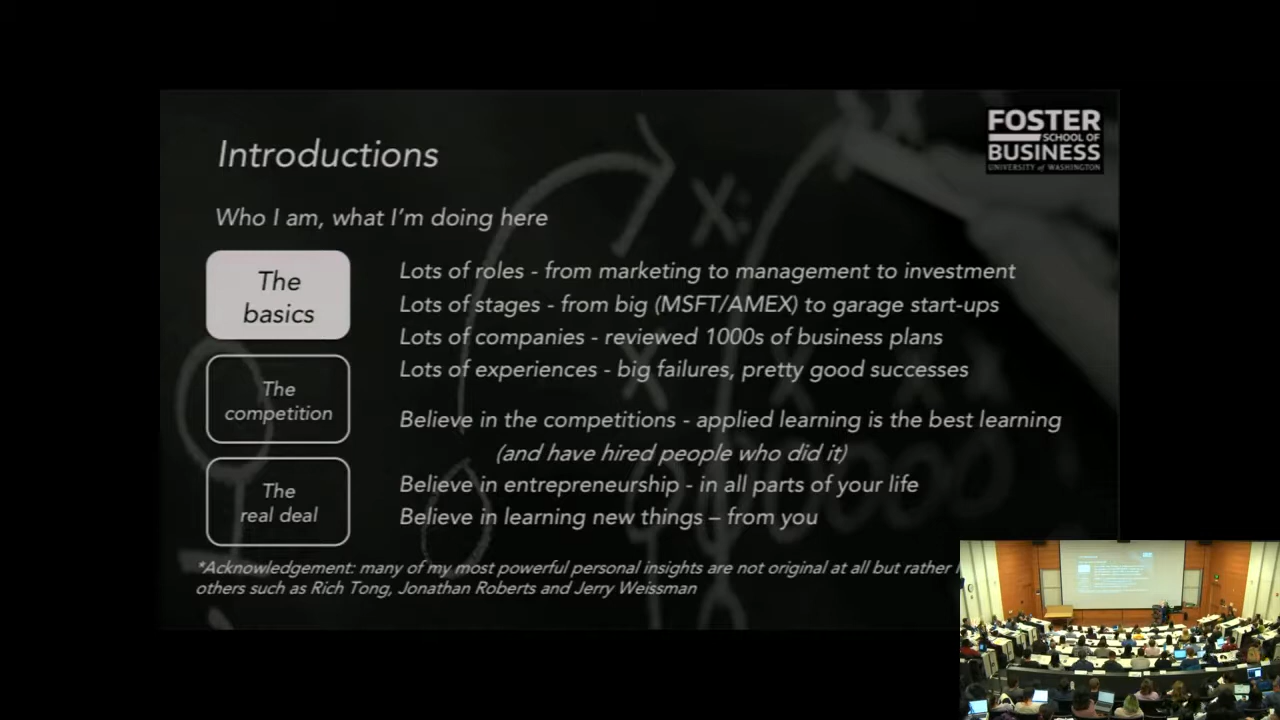 Introductions
FOSTER
SCHOOL OF
BUSINESS
UNIVERSITY of WASHINGTON
Who I am, what I'm doing here
The
basics
Lots of roles - from marketing to management to investment
Lots of stages - from big (MSFT/AMEX) to garage start-ups
Lots of companies - reviewed 1000s of business plans
Lots of experiences - big failures, pretty good successes
The
competition
Believe in the competitions - applied learning is the best learning
(and have hired people who did it)
The
real deal
Believe in entrepreneurship - in all parts of your life
Believe in learning new things – from you
*Acknowledgement: many of my most powerful personal insights are not original at all but rather
others such as Rich Tong, Jonathan Roberts and Jerry Weissman